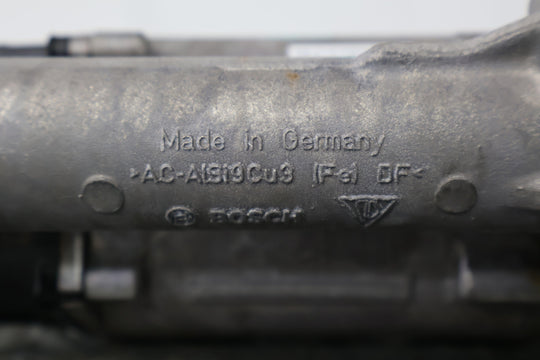 Made in Germany
>AC-AlSi9Cu3 (Fe) DF<
BOSCH